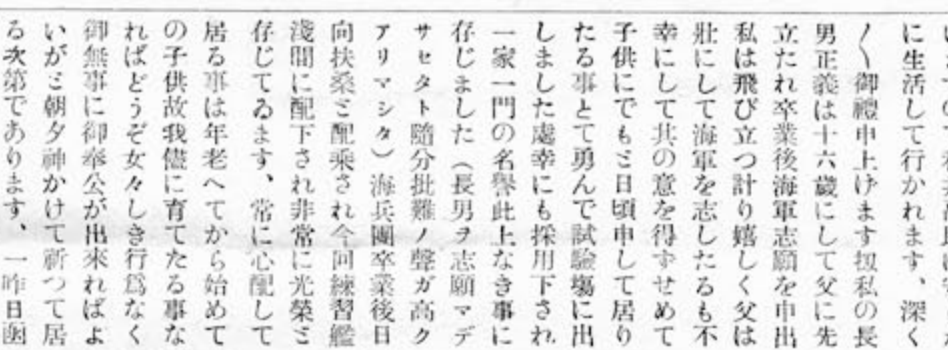 に生活して行かれます、深く
〳〵御禮申上げます扨私の長
男正義は十六歲にして父に先
立たれ卒業後海軍志願を申出
私は飛び立つ計り嬉しく父は
壯にして海軍を志したるも不
幸にして其の意を得ずせめて
子供にでもと日頃申して居り
たる事とて勇んで試驗場に出
しました處幸にも採用下され
一家一門の名譽此上なき事に
存じました（長男ヲ志願マデ
サセタト隨分批難ノ聲ガ高ク
アリマシタ）海兵團卒業後日
向扶桑と配乘され今回練習艦
淺間に配下され非常に光榮と
存じてゐます、常に心配して
居る事は年老へてから始めて
の子供故我儘に育てたる事な
ればどうぞ女々しき行爲なく
御無事に御奉公が出來ればよ
いがと朝夕神かけて祈つて居
る次第であります、一昨日函